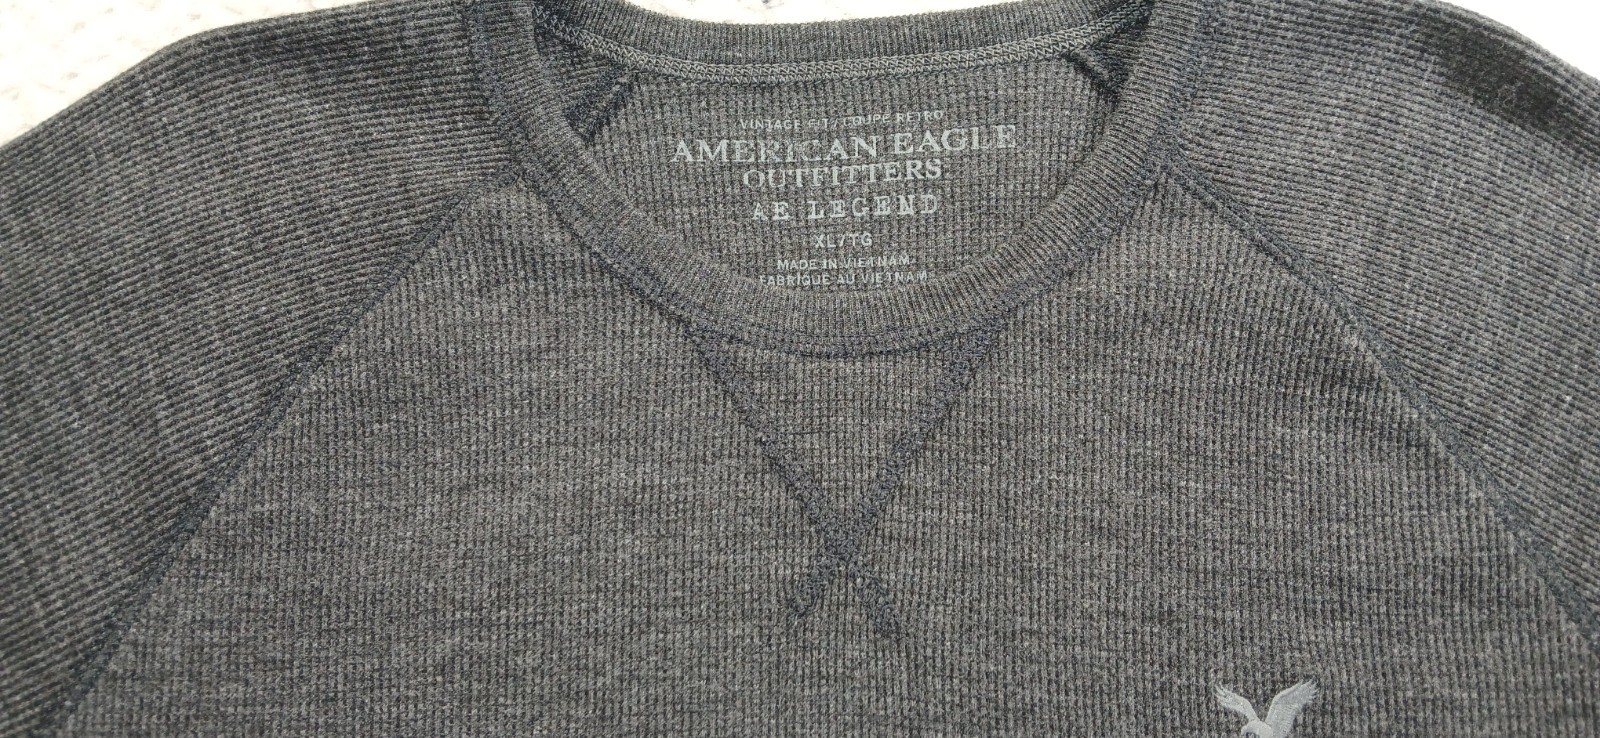 VINTAGE FIT / COUPE RETRO
AMERICAN EAGLE
OUTFITTERS
AE LEGEND
XL/TG
MADE IN VIETNAM
FABRIQUE AU VIETNAM